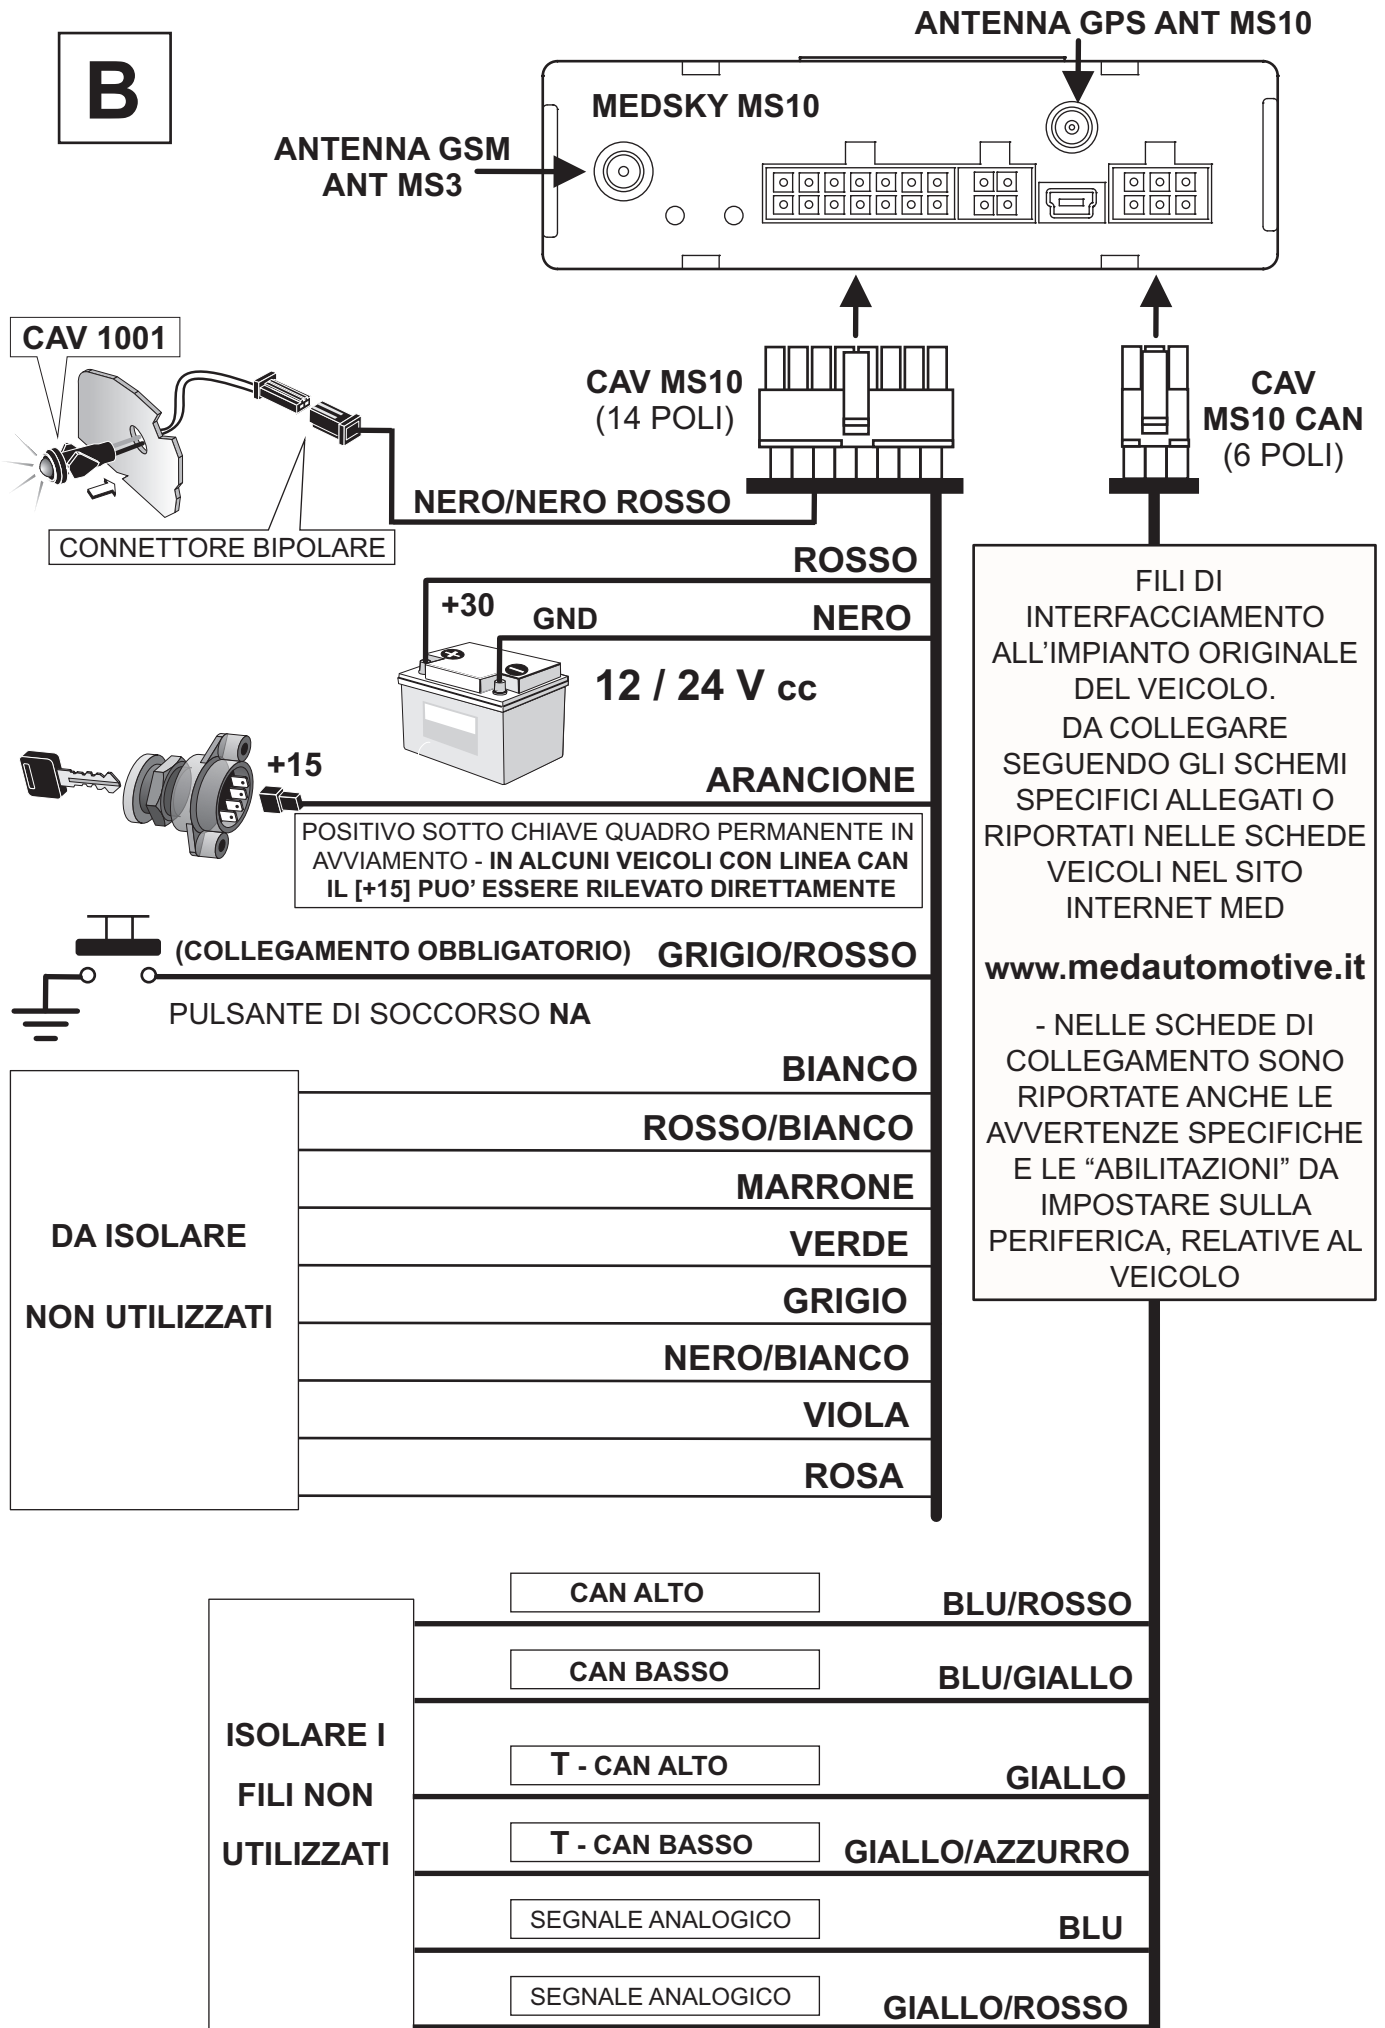 B
ANTENNA GPS ANT MS10
MEDSKY MS10
ANTENNA GSM
ANT MS3
CAV 1001
CAV MS10
(14 POLI)
CAV
MS10 CAN
(6 POLI)
NERO/NERO ROSSO
CONNETTORE BIPOLARE
ROSSO
+30
GND
NERO
12 / 24 V cc
+15
ARANCIONE
POSITIVO SOTTO CHIAVE QUADRO PERMANENTE IN
AVVIAMENTO - IN ALCUNI VEICOLI CON LINEA CAN
IL [+15] PUO' ESSERE RILEVATO DIRETTAMENTE
(COLLEGAMENTO OBBLIGATORIO)
GRIGIO/ROSSO
PULSANTE DI SOCCORSO NA
FILI DI
INTERFACCIAMENTO
ALL’IMPIANTO ORIGINALE
DEL VEICOLO.
DA COLLEGARE
SEGUENDO GLI SCHEMI
SPECIFICI ALLEGATI O
RIPORTATI NELLE SCHEDE
VEICOLI NEL SITO
INTERNET MED
www.medautomotive.it
- NELLE SCHEDE DI
COLLEGAMENTO SONO
RIPORTATE ANCHE LE
AVVERTENZE SPECIFICHE
E LE “ABILITAZIONI” DA
IMPOSTARE SULLA
PERIFERICA, RELATIVE AL
VEICOLO
DA ISOLARE
NON UTILIZZATI
BIANCO
ROSSO/BIANCO
MARRONE
VERDE
GRIGIO
NERO/BIANCO
VIOLA
ROSA
ISOLARE I
FILI NON
UTILIZZATI
CAN ALTO
BLU/ROSSO
CAN BASSO
BLU/GIALLO
T - CAN ALTO
GIALLO
T - CAN BASSO
GIALLO/AZZURRO
SEGNALE ANALOGICO
BLU
SEGNALE ANALOGICO
GIALLO/ROSSO